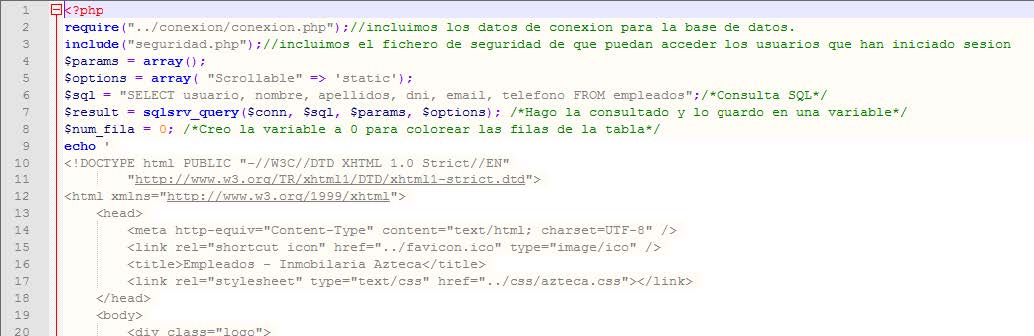 1 <?php
2 require("../conexion/conexion.php");//incluimos los datos de conexion para la base de datos.
3 include("seguridad.php");//incluimos el fichero de seguridad de que puedan acceder los usuarios que han iniciado sesion
4 $params = array();
5 $options = array( "Scrollable" => 'static');
6 $sql = "SELECT usuario, nombre, apellidos, dni, email, telefono FROM empleados";/*Consulta SQL*/
7 $result = sqlsrv_query($conn, $sql, $params, $options); /*Hago la consultado y lo guardo en una variable*/
8 $num_fila = 0; /*Creo la variable a 0 para colorear las filas de la tabla*/
9 echo '
10 <!DOCTYPE html PUBLIC "-//W3C//DTD XHTML 1.0 Strict//EN"
11 "http://www.w3.org/TR/xhtml1/DTD/xhtml1-strict.dtd">
12 <html xmlns="http://www.w3.org/1999/xhtml">
13 <head>
14 <meta http-equiv="Content-Type" content="text/html; charset=UTF-8" />
15 <link rel="shortcut icon" href="../favicon.ico" type="image/ico" />
16 <title>Empleados - Inmobilaria Azteca</title>
17 <link rel="stylesheet" type="text/css" href="../css/azteca.css"></link>
18 </head>
19 <body>
20 <div class="logo">